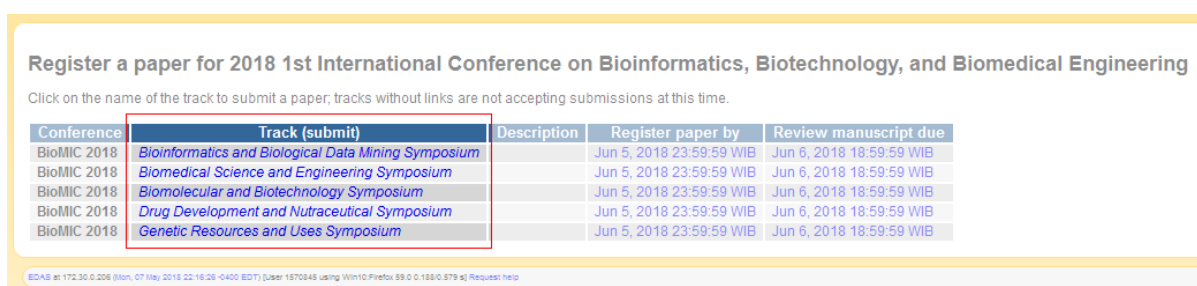 Register a paper for 2018 1st International Conference on Bioinformatics, Biotechnology, and Biomedical Engineering
Click on the name of the track to submit a paper; tracks without links are not accepting submissions at this time.
Conference Track (submit) Description Register paper by Review manuscript due
BioMIC 2018 Bioinformatics and Biological Data Mining Symposium Jun 5, 2018 23:59:59 WIB Jun 6, 2018 18:59:59 WIB
BioMIC 2018 Biomedical Science and Engineering Symposium Jun 5, 2018 23:59:59 WIB Jun 6, 2018 18:59:59 WIB
BioMIC 2018 Biomolecular and Biotechnology Symposium Jun 5, 2018 23:59:59 WIB Jun 6, 2018 18:59:59 WIB
BioMIC 2018 Drug Development and Nutraceutical Symposium Jun 5, 2018 23:59:59 WIB Jun 6, 2018 18:59:59 WIB
BioMIC 2018 Genetic Resources and Uses Symposium Jun 5, 2018 23:59:59 WIB Jun 6, 2018 18:59:59 WIB
EDAS at 172.30.0.206 (Mon, 07 May 2018 22:16:26 -0400 EDT) [User 1570845 using Win10:Firefox 59.0 0.188/0.579 s] Request help